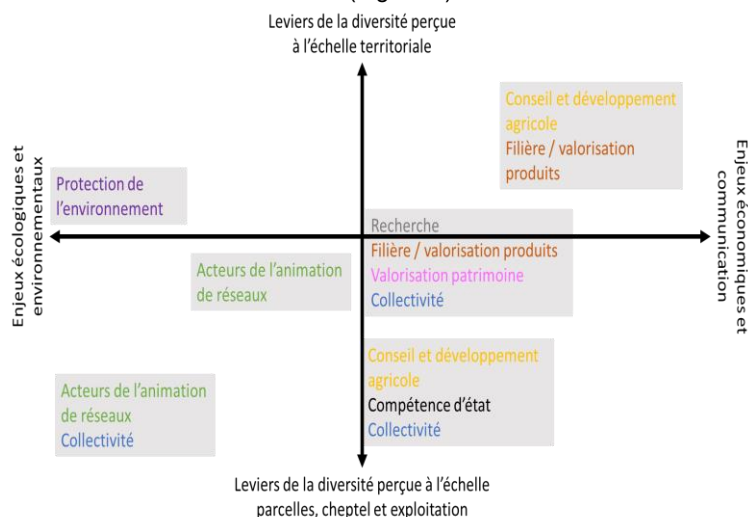 Leviers de la diversité perçue
à l'échelle territoriale
Conseil et développement
agricole
Filière / valorisation
produits
Enjeux écologiques et
environnementaux
Enjeux économiques et
communication
Protection de
l'environnement
Recherche
Filière / valorisation produits
Valorisation patrimoine
Collectivité
Acteurs de l'animation
de réseaux
Conseil et développement
agricole
Compétence d'état
Collectivité
Acteurs de l'animation
de réseaux
Collectivité
Leviers de la diversité perçue à l'échelle
parcelles, cheptel et exploitation